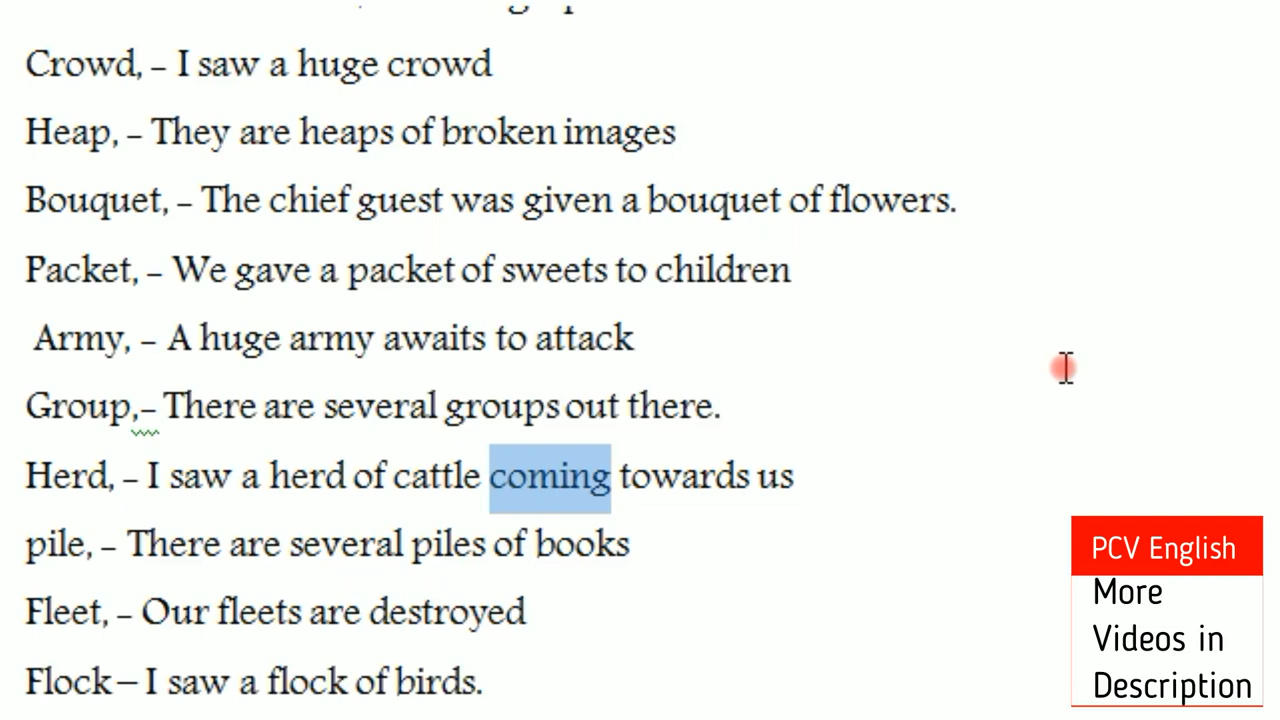 Crowd, – I saw a huge crowd
Heap, – They are heaps of broken images
Bouquet, – The chief guest was given a bouquet of flowers.
Packet, – We gave a packet of sweets to children
Army, – A huge army awaits to attack
Group,– There are several groups out there.
Herd, – I saw a herd of cattle coming towards us
pile, – There are several piles of books
Fleet, – Our fleets are destroyed
Flock – I saw a flock of birds.
PCV English
More
Videos in
Description